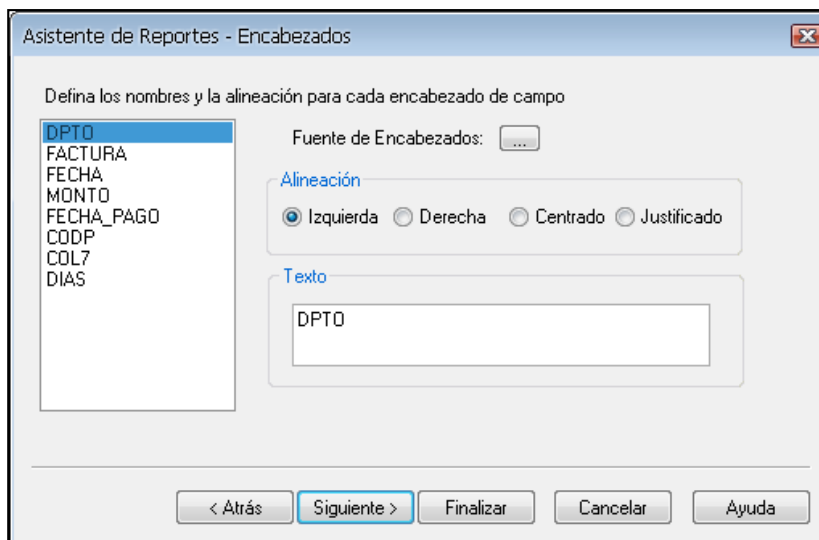 Asistente de Reportes - Encabezados
Defina los nombres y la alineación para cada encabezado de campo
DPTO
FACTURA
FECHA
MONTO
FECHA_PAGO
CODP
COL7
DIAS
Fuente de Encabezados: ...
Alineación
Izquierda Derecha Centrado Justificado
Texto
DPTO
< Atrás Siguiente > Finalizar Cancelar Ayuda